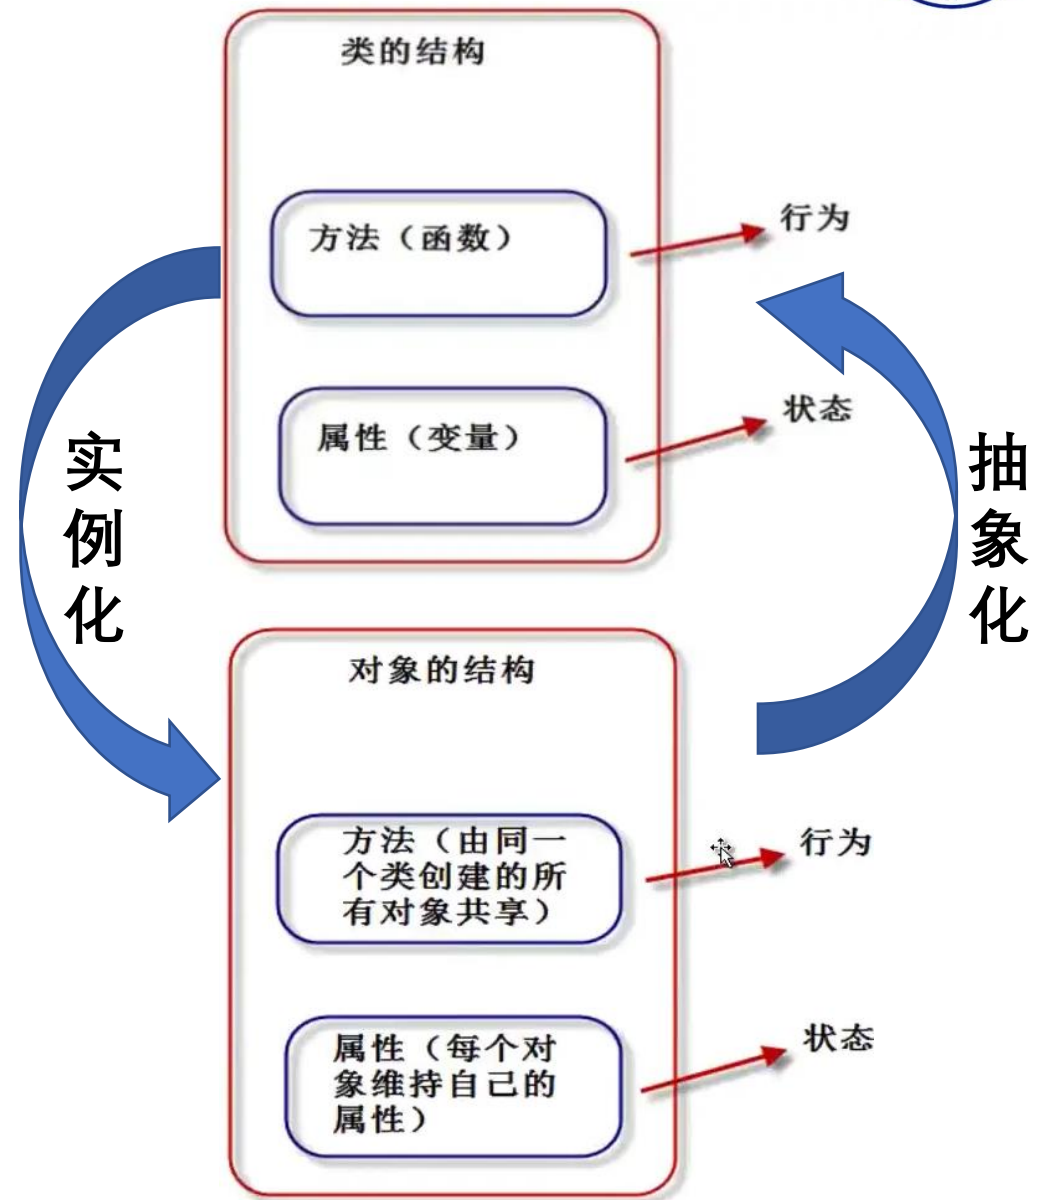 类的结构
方法（函数）
行为
属性（变量）
状态
实
例
化
抽
象
化
对象的结构
方法（由同一
个类创建的所
有对象共享）
行为
属性（每个对
象维持自己的
属性）
状态